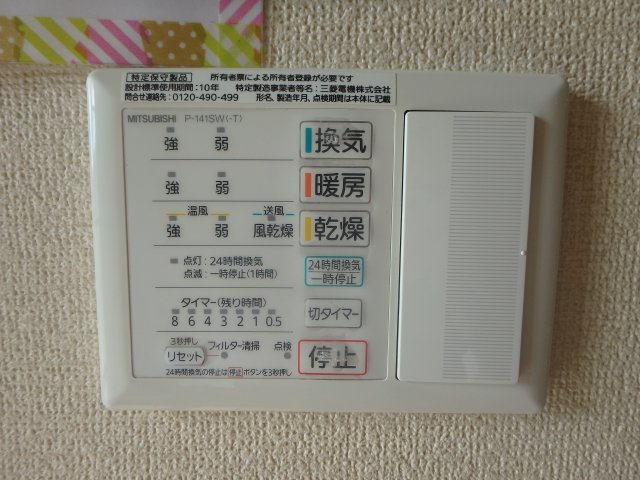 特定保守製品 所有者票による所有者登録が必要です
設計標準使用期間:10年 特定製造事業者等名:三菱電機株式会社
問合せ連絡先:0120-490-499 形名、製造年月、点検期間は本体に記載
MITSUBISHI P-141SW(-T)
強 弱 換気
強 弱 暖房
温風 送風
強 弱 風乾燥 乾燥
点灯:24時間換気
点滅:一時停止(1時間)
24時間換気
一時停止
タイマー(残り時間)
8 6 4 3 2 1 0.5
切タイマー
3秒押し
リセット フィルター清掃 点検
停止
24時間換気の停止は停止ボタンを3秒押し